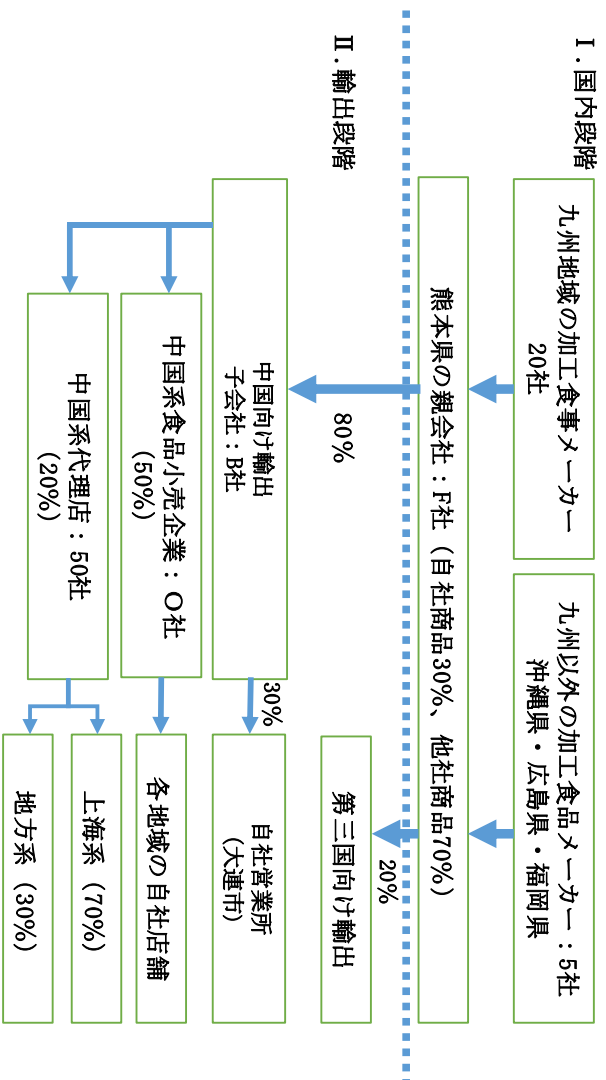 Ⅰ.国内段階
九州地域の加工食事メーカー
20社
九州以外の加工食品メーカー：5社
沖縄県・広島県・福岡県
熊本県の親会社：F社（自社商品30%、他社商品70%）
Ⅱ.輸出段階
80%
20%
中国向け輸出
子会社：B社
第三国向け輸出
30%
自社営業所
(大連市)
中国系食品小売企業：O社
(50%)
各地域の自社店舗
中国系代理店：50社
(20%)
上海系（70%）
地方系（30%）